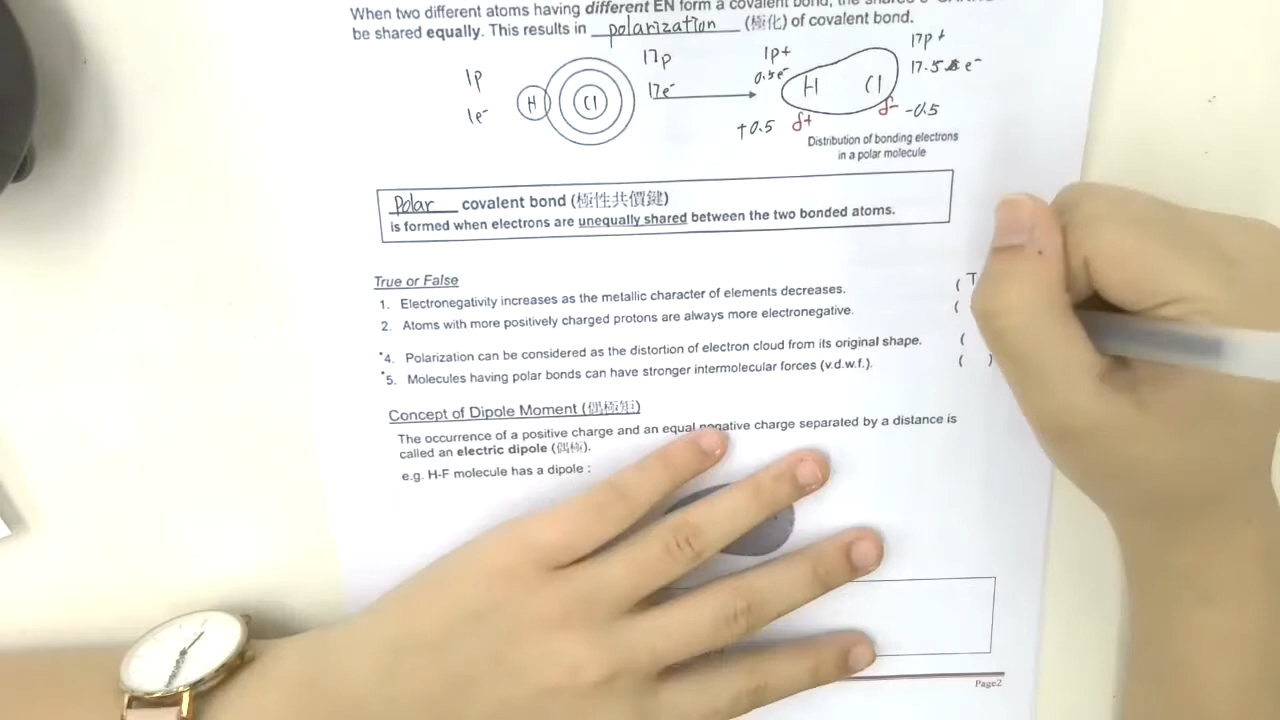 When two different atoms having different EN form a covalent bond, the shared e-
be shared equally. This results in polarization (極化) of covalent bond.
1p
1e-
H
Cl
17p
17e-
1p+
0.5e-
H Cl
17p+
17.5 e-
+0.5 δ+
δ- -0.5
Distribution of bonding electrons
in a polar molecule
Polar covalent bond (極性共價鍵)
is formed when electrons are unequally shared between the two bonded atoms.
True or False
1. Electronegativity increases as the metallic character of elements decreases. ( T
2. Atoms with more positively charged protons are always more electronegative. (
*4. Polarization can be considered as the distortion of electron cloud from its original shape. (
*5. Molecules having polar bonds can have stronger intermolecular forces (v.d.w.f.). ( )
Concept of Dipole Moment (偶極矩)
The occurrence of a positive charge and an equal negative charge separated by a distance is
called an electric dipole (偶極).
e.g. H-F molecule has a dipole :
Page2